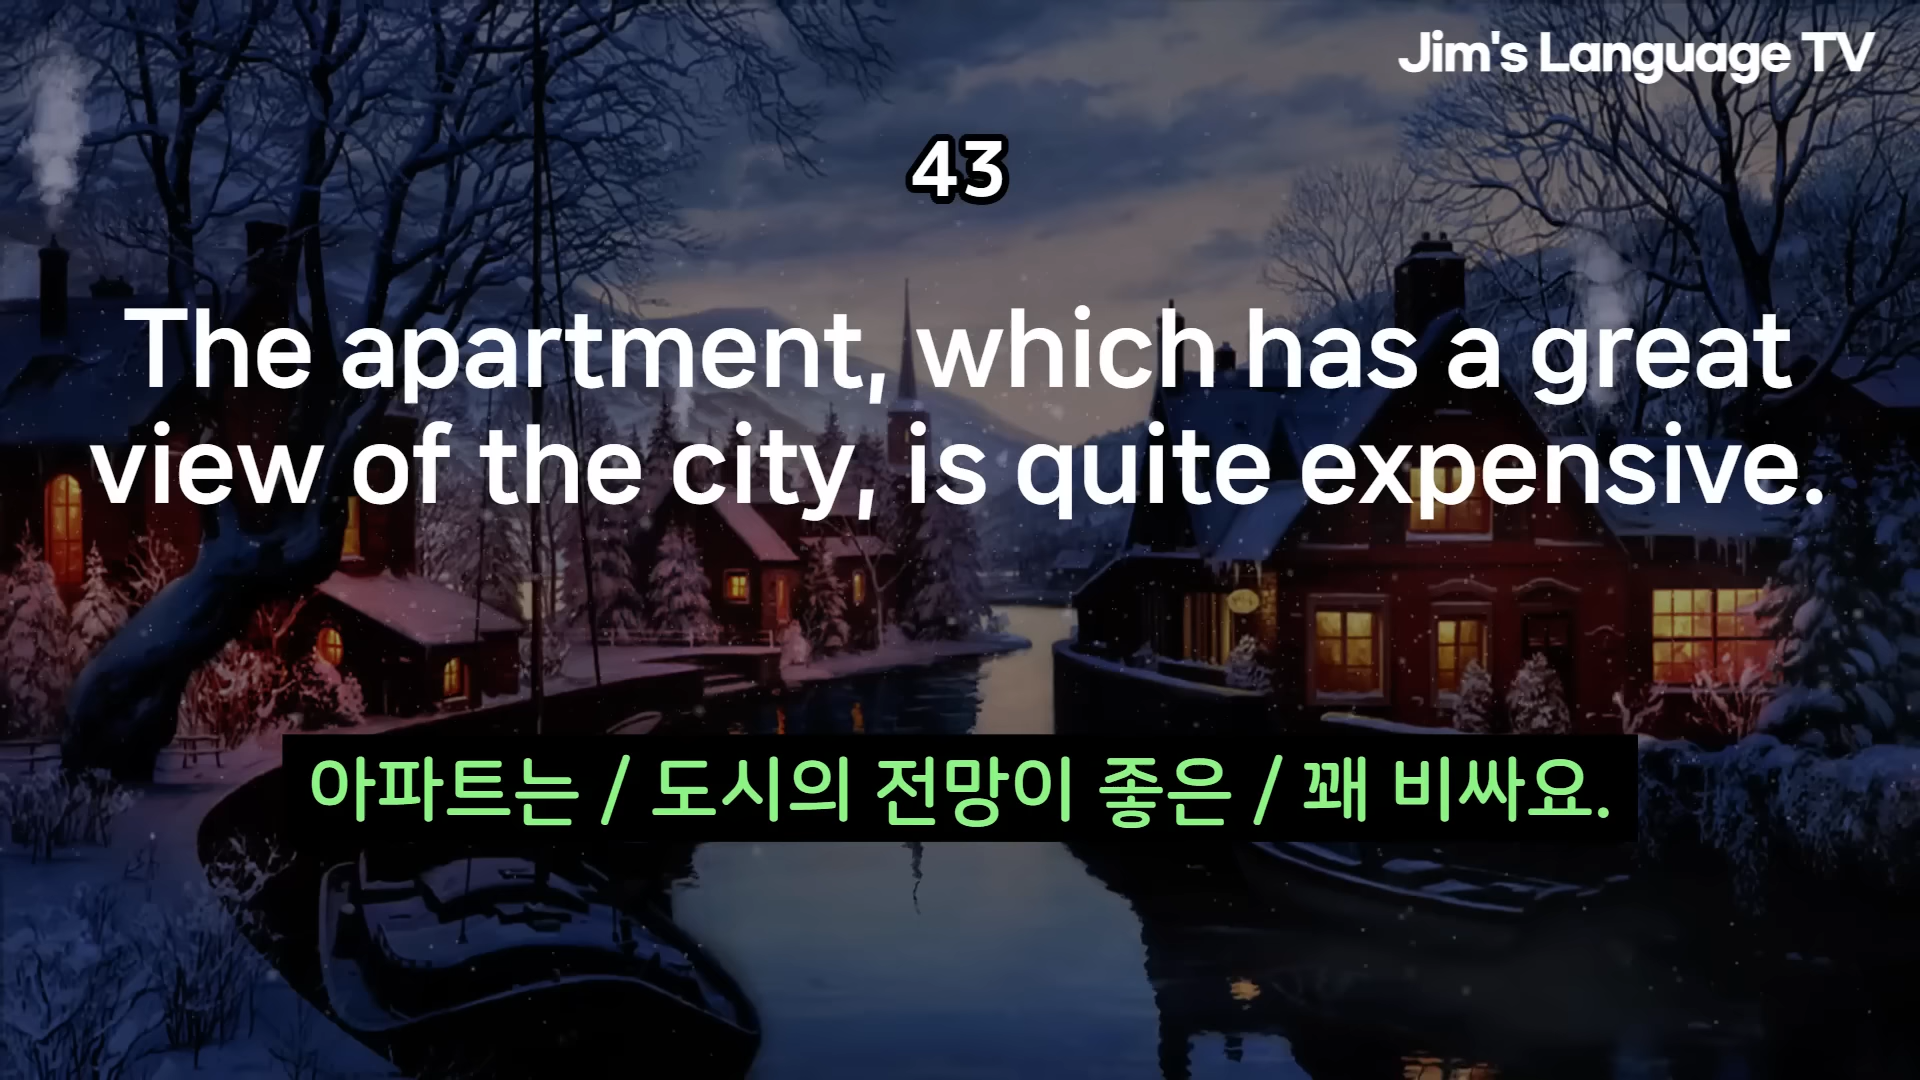 Jim's Language TV
43
The apartment, which has a great
view of the city, is quite expensive.
아파트는 / 도시의 전망이 좋은 / 꽤 비싸요.